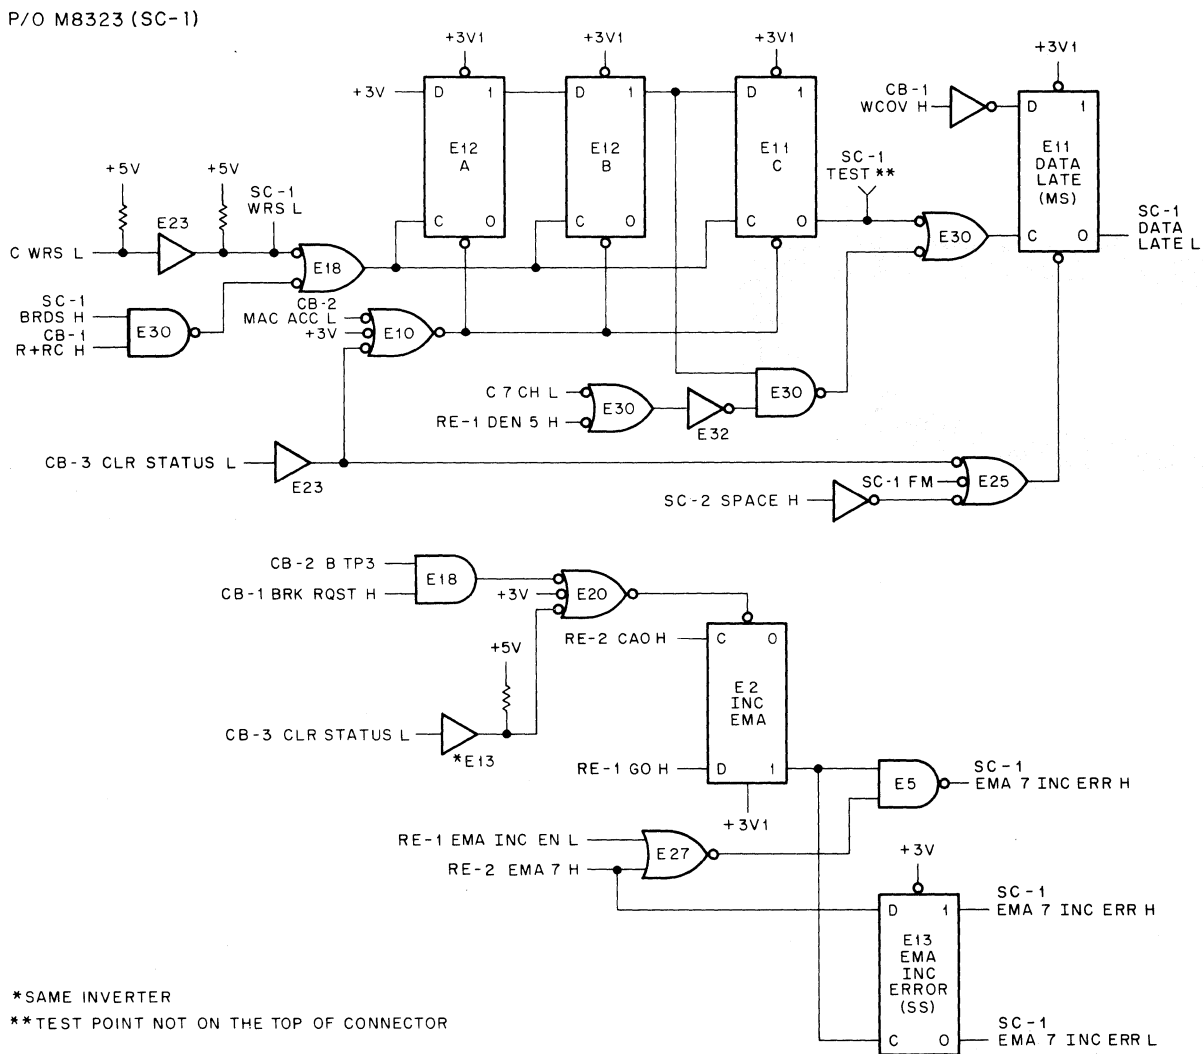 P/O M8323 (SC-1)
+3V1
+3V1
+3V1
+3V1
+3V
D 1
D 1
D 1
E12
A
E12
B
E11
C
C 0
C 0
C 0
CB-1
WCOV H
D 1
E11
DATA
LATE
(MS)
C 0
SC-1
DATA
LATE L
+5V
+5V
E23
SC-1
WRS L
SC-1
TEST **
C WRS L
E18
E30
SC-1
BRDS H
CB-1
R+RC H
E30
CB-2
MAC ACC L
+3V
E10
C 7 CH L
RE-1 DEN 5 H
E30
E32
E30
CB-3 CLR STATUS L
E23
SC-1 FM
SC-2 SPACE H
E25
CB-2 B TP3
CB-1 BRK RQST H
E18
+3V
E20
RE-2 CAO H
C 0
E2
INC
EMA
D 1
+5V
CB-3 CLR STATUS L
*E13
RE-1 GO H
+3V1
E5
SC-1
EMA 7 INC ERR H
RE-1 EMA INC EN L
RE-2 EMA 7 H
E27
+3V
D 1
E13
EMA
INC
ERROR
(SS)
C 0
SC-1
EMA 7 INC ERR H
SC-1
EMA 7 INC ERR L
*SAME INVERTER
**TEST POINT NOT ON THE TOP OF CONNECTOR